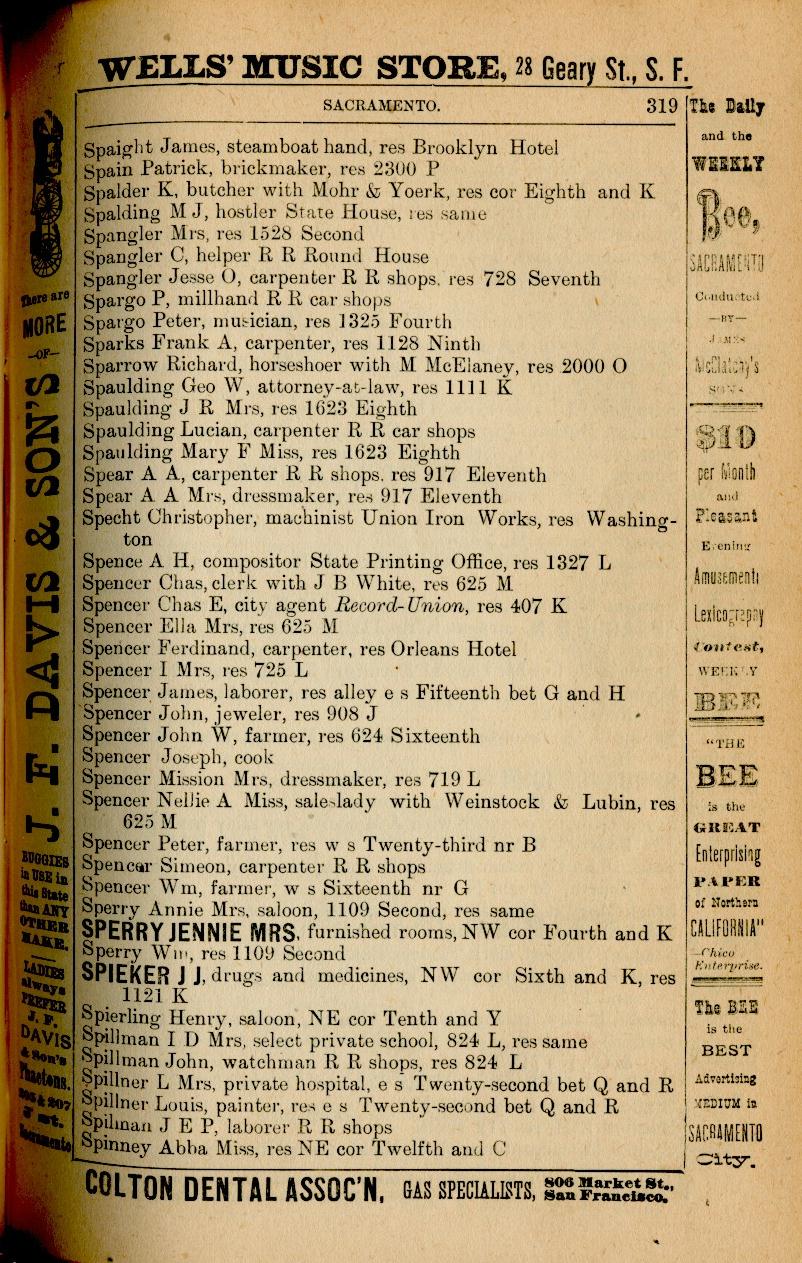 WELLS' MUSIC STORE, 28 Geary St., S. F.
SACRAMENTO. 319
Spaight James, steamboat hand, res Brooklyn Hotel
Spain Patrick, brickmaker, res 2300 P
Spalder K, butcher with Mohr & Yoerk, res cor Eighth and K
Spalding M J, hostler State House, res same
Spangler Mrs, res 1528 Second
Spangler C, helper R R Round House
Spangler Jesse O, carpenter R R shops, res 728 Seventh
Spargo P, millhand R R car shops
Spargo Peter, musician, res 1325 Fourth
Sparks Frank A, carpenter, res 1128 Ninth
Sparrow Richard, horseshoer with M McElaney, res 2000 O
Spaulding Geo W, attorney-at-law, res 1111 K
Spaulding J R Mrs, res 1623 Eighth
Spaulding Lucian, carpenter R R car shops
Spaulding Mary F Miss, res 1623 Eighth
Spear A A, carpenter R R shops, res 917 Eleventh
Spear A A Mrs, dressmaker, res 917 Eleventh
Specht Christopher, machinist Union Iron Works, res Washing-
ton
Spence A H, compositor State Printing Office, res 1327 L
Spencer Chas, clerk with J B White, res 625 M
Spencer Chas E, city agent Record-Union, res 407 K
Spencer Ella Mrs, res 625 M
Spencer Ferdinand, carpenter, res Orleans Hotel
Spencer I Mrs, res 725 L
Spencer James, laborer, res alley e s Fifteenth bet G and H
Spencer John, jeweler, res 908 J
Spencer John W, farmer, res 624 Sixteenth
Spencer Joseph, cook
Spencer Mission Mrs, dressmaker, res 719 L
Spencer Nellie A Miss, saleslady with Weinstock & Lubin, res
625 M
Spencer Peter, farmer, res w s Twenty-third nr B
Spencer Simeon, carpenter R R shops
Spencer Wm, farmer, w s Sixteenth nr G
Sperry Annie Mrs, saloon, 1109 Second, res same
SPERRY JENNIE MRS, furnished rooms, NW cor Fourth and K
Sperry Wm, res 1109 Second
SPIEKER J J, drugs and medicines, NW cor Sixth and K, res
1121 K
Spierling Henry, saloon, NE cor Tenth and Y
Spillman I D Mrs, select private school, 824 L, res same
Spillman John, watchman R R shops, res 824 L
Spillner L Mrs, private hospital, e s Twenty-second bet Q and R
Spillner Louis, painter, res e s Twenty-second bet Q and R
Spilman J E P, laborer R R shops
Spinney Abba Miss, res NE cor Twelfth and C
COLTON DENTAL ASSOC'N, GAS SPECIALISTS, 806 Market St., San Francisco.
There are
MORE
—OF—
J. F. DAVIS & SON'S
BUGGIES
in USE in
this State
than ANY
OTHER
MAKE.
LADIES
always
PREFER
J. F.
DAVIS
& Son's
Phaetons.
& 207
J st.
Sacramento
The Daily
and the
WEEKLY
Bee,
SACRAMENTO
Conducted
—BY—
JAMES
McClatchy's
SONS
$10
per Month
and
Pleasant
Evening
Amusement
Lexicography
Contest,
WEEKLY
BEE
"THE
BEE
is the
GREAT
Enterprising
PAPER
of Northern
CALIFORNIA"
—Chico
Enterprise.
The BEE
is the
BEST
Advertising
MEDIUM in
SACRAMENTO
City.